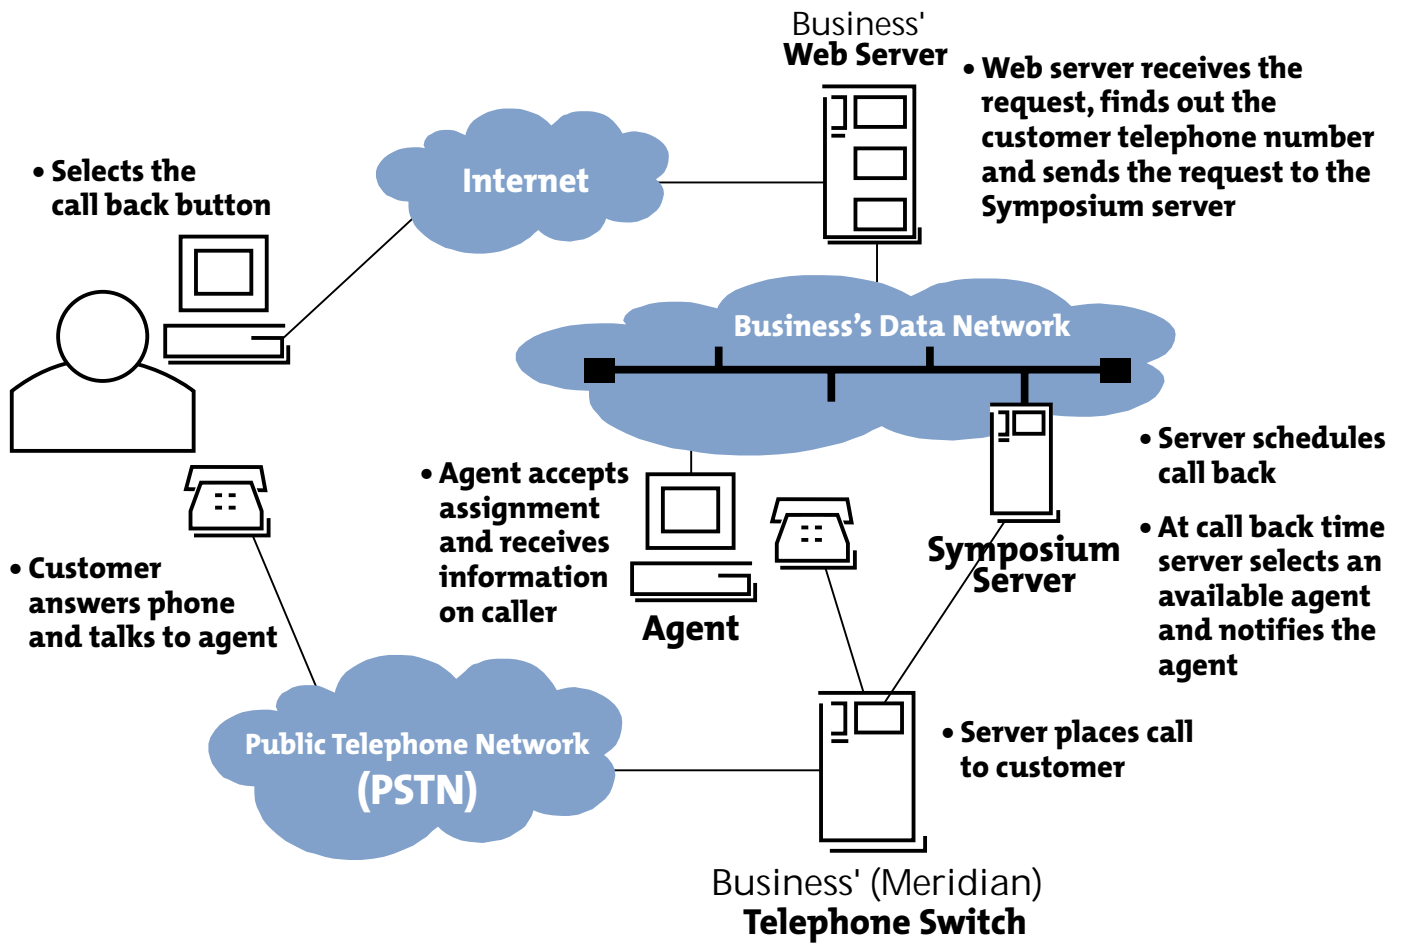 Business'
Web Server
• Web server receives the
request, finds out the
customer telephone number
and sends the request to the
Symposium server
• Selects the
call back button
Internet
Business’s Data Network
• Server schedules
call back
• At call back time
server selects an
available agent
and notifies the
agent
• Agent accepts
assignment
and receives
information
on caller
Agent
Symposium
Server
• Customer
answers phone
and talks to agent
Public Telephone Network
(PSTN)
• Server places call
to customer
Business' (Meridian)
Telephone Switch